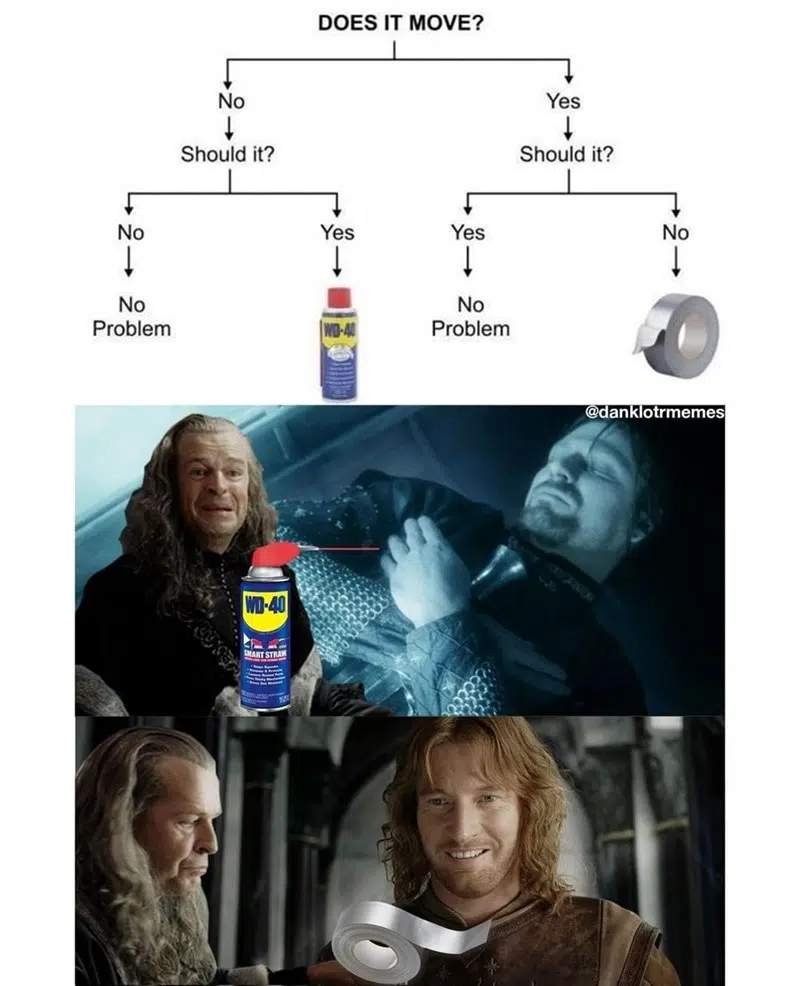 DOES IT MOVE?
No
Yes
Should it?
Should it?
No
Yes
Yes
No
No
Problem
WD-40
No
Problem
@danklotrmemes
WD-40
SMART STRAW